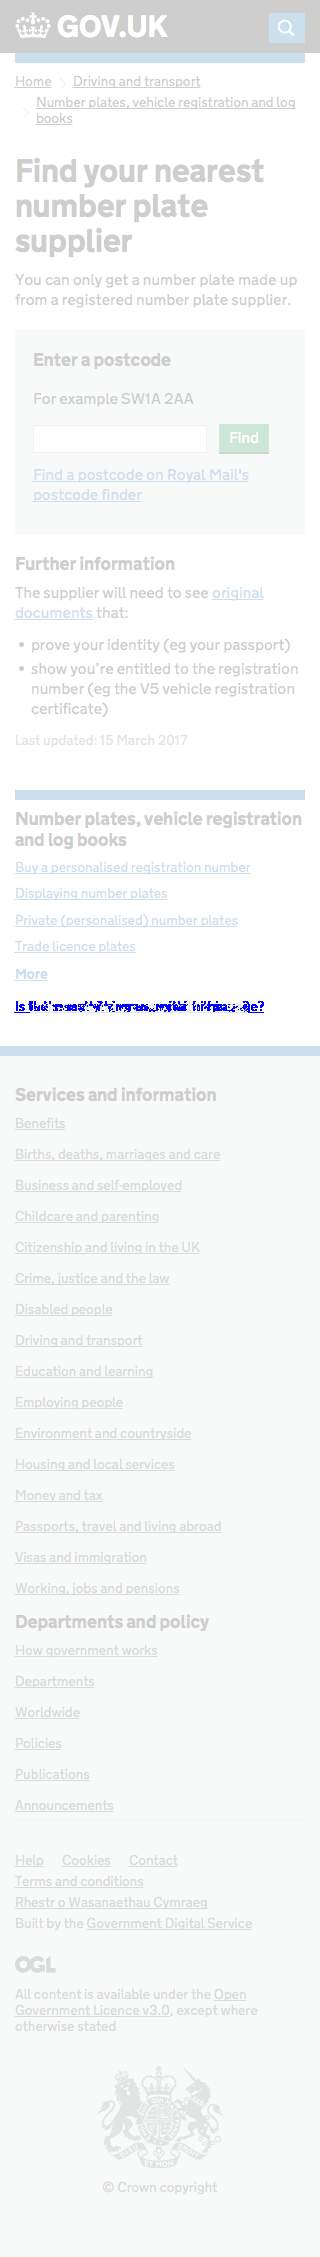 GOV.UK
Home
Driving and transport
Number plates, vehicle registration and log
books
Find your nearest
number plate
supplier
You can only get a number plate made up
from a registered number plate supplier.
Enter a postcode
For example SW1A 2AA
Find
Find a postcode on Royal Mail's
postcode finder
Further information
The supplier will need to see original
documents that:
• prove your identity (eg your passport)
• show you're entitled to the registration
number (eg the V5 vehicle registration
certificate)
Last updated: 15 March 2017
Number plates, vehicle registration
and log books
Buy a personalised registration number
Displaying number plates
Private (personalised) number plates
Trade licence plates
More
Services and information
Benefits
Births, deaths, marriages and care
Business and self-employed
Childcare and parenting
Citizenship and living in the UK
Crime, justice and the law
Disabled people
Driving and transport
Education and learning
Employing people
Environment and countryside
Housing and local services
Money and tax
Passports, travel and living abroad
Visas and immigration
Working, jobs and pensions
Departments and policy
How government works
Departments
Worldwide
Policies
Publications
Announcements
Help Cookies Contact
Terms and conditions
Rhestr o Wasanaethau Cymraeg
Built by the Government Digital Service
OGL
All content is available under the Open
Government Licence v3.0, except where
otherwise stated
© Crown copyright